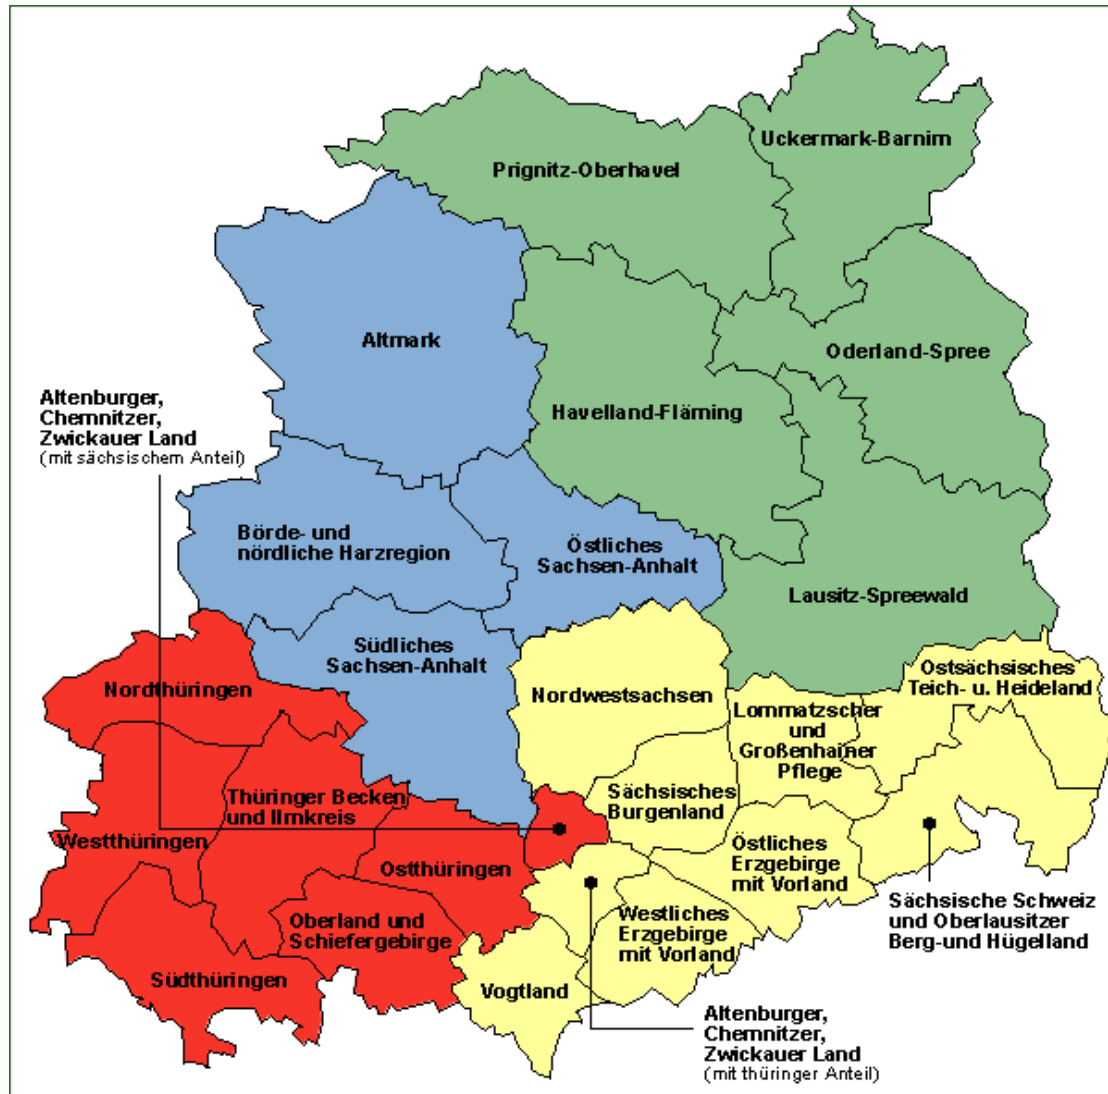 Uckermark-Barnim
Prignitz-Oberhavel
Altmark
Oderland-Spree
Altenburger,
Chemnitzer,
Zwickauer Land
(mit sächsischem Anteil)
Havelland-Fläming
Börde- und
nördliche Harzregion
Östliches
Sachsen-Anhalt
Lausitz-Spreewald
Südliches
Sachsen-Anhalt
Nordthüringen
Nordwestsachsen
Ostsächsisches
Teich- u. Heideland
Lommatzscher
und
Großenhainer
Pflege
Thüringer Becken
und Ilmkreis
Sächsisches
Burgenland
Westthüringen
Ostthüringen
Östliches
Erzgebirge
mit Vorland
Oberland und
Schiefergebirge
Westliches
Erzgebirge
mit Vorland
Sächsische Schweiz
und Oberlausitzer
Berg-und Hügelland
Südthüringen
Vogtland
Altenburger,
Chemnitzer,
Zwickauer Land
(mit thüringer Anteil)